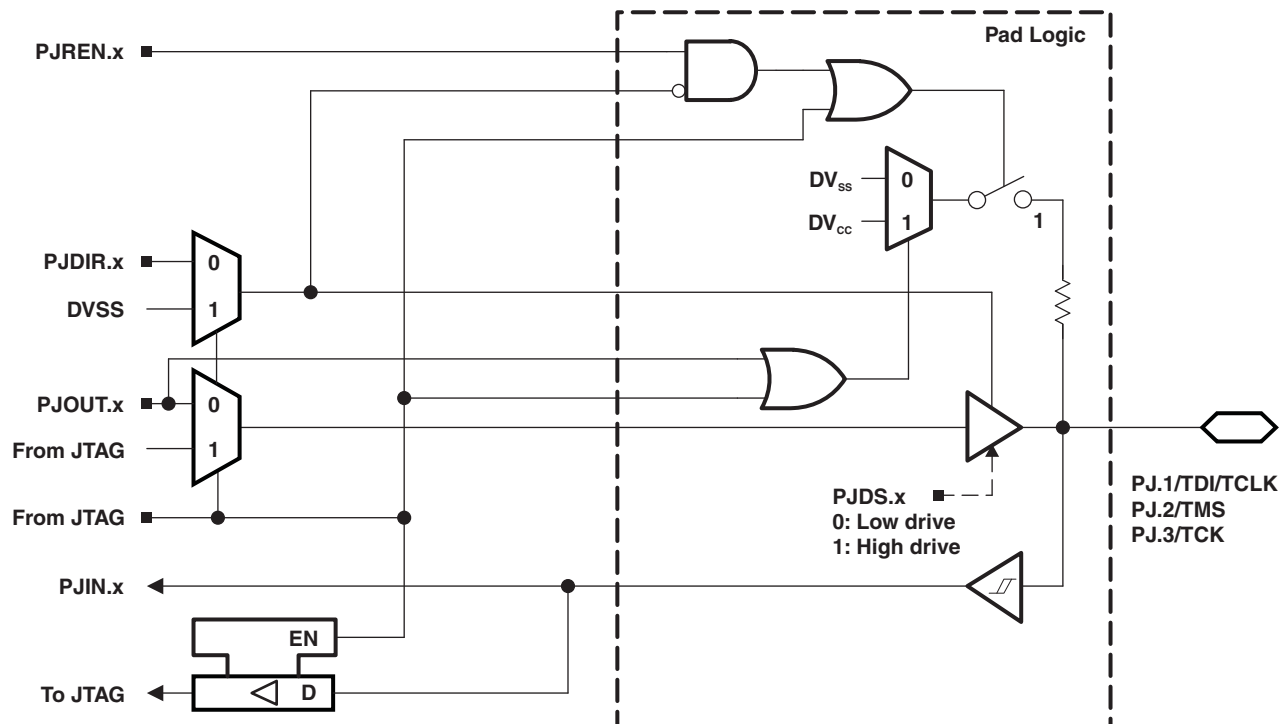 Pad Logic
PJREN.x
DVss
0
DVcc
1
1
PJDIR.x
0
DVSS
1
PJOUT.x
0
From JTAG
1
From JTAG
PJDS.x
0: Low drive
1: High drive
PJ.1/TDI/TCLK
PJ.2/TMS
PJ.3/TCK
PJIN.x
EN
To JTAG
D